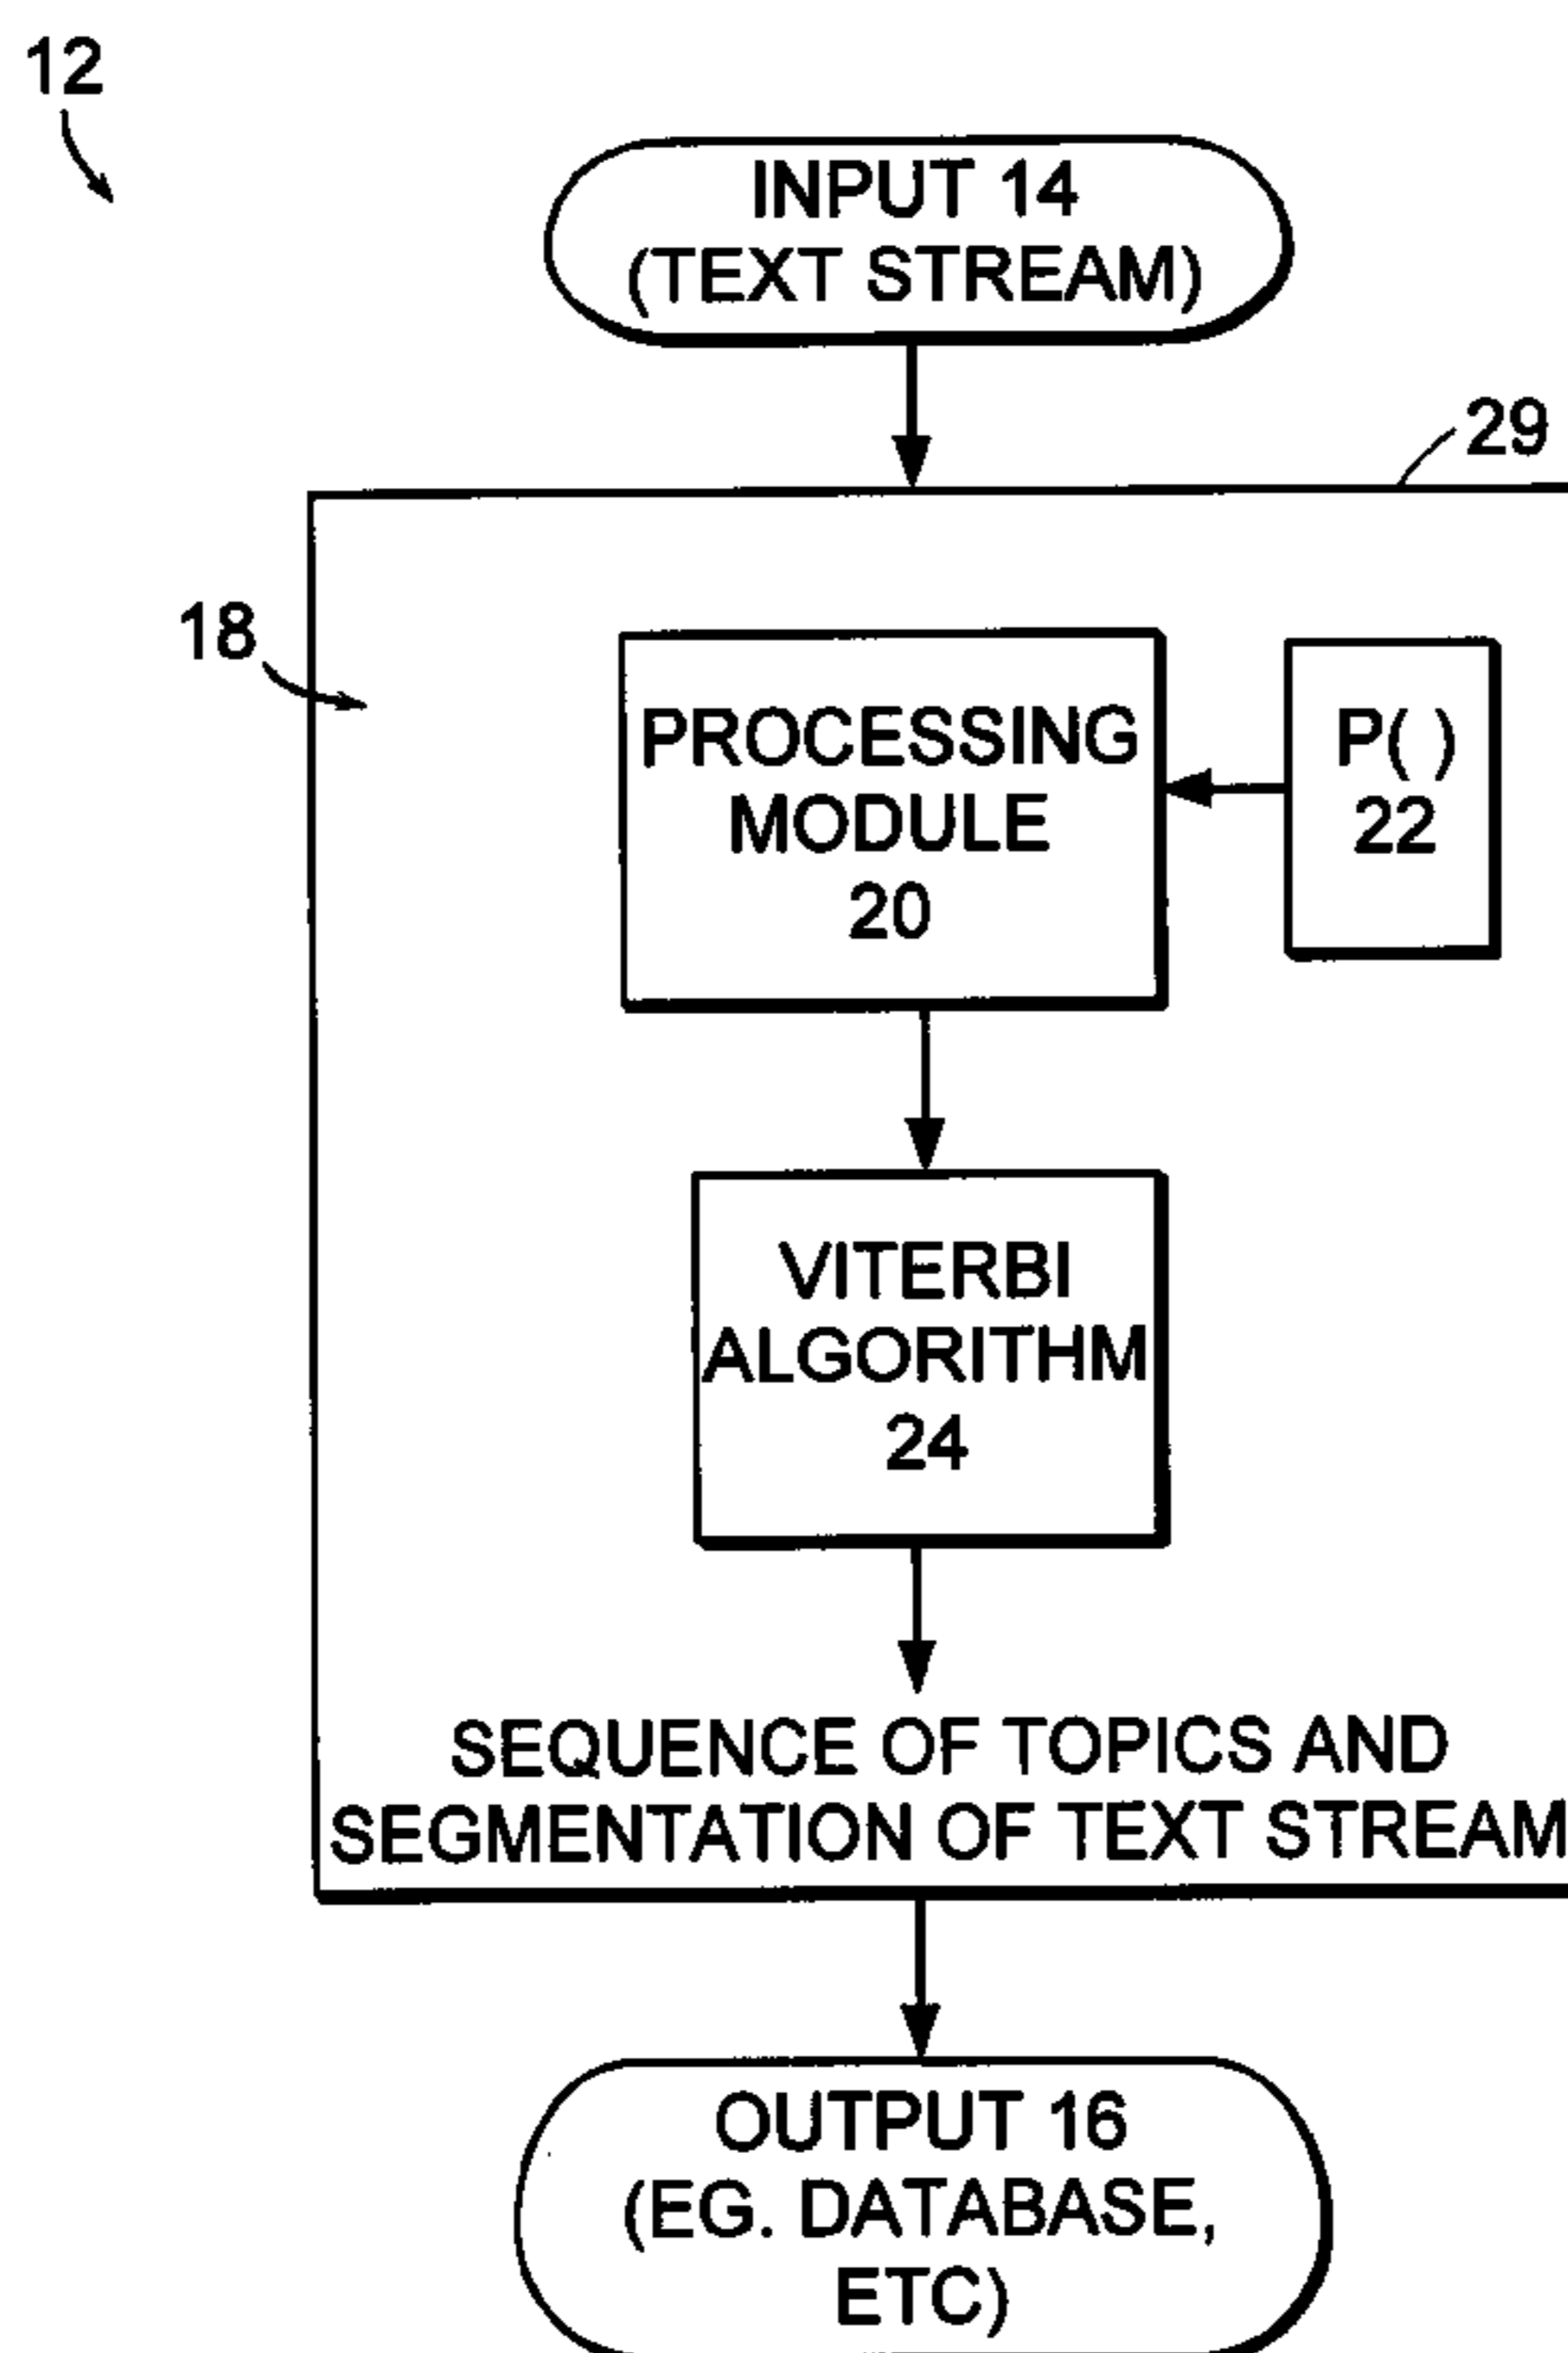 12
INPUT 14
(TEXT STREAM)
29
18
PROCESSING
MODULE
20
P( )
22
VITERBI
ALGORITHM
24
SEQUENCE OF TOPICS AND
SEGMENTATION OF TEXT STREAM
OUTPUT 16
(EG. DATABASE,
ETC)